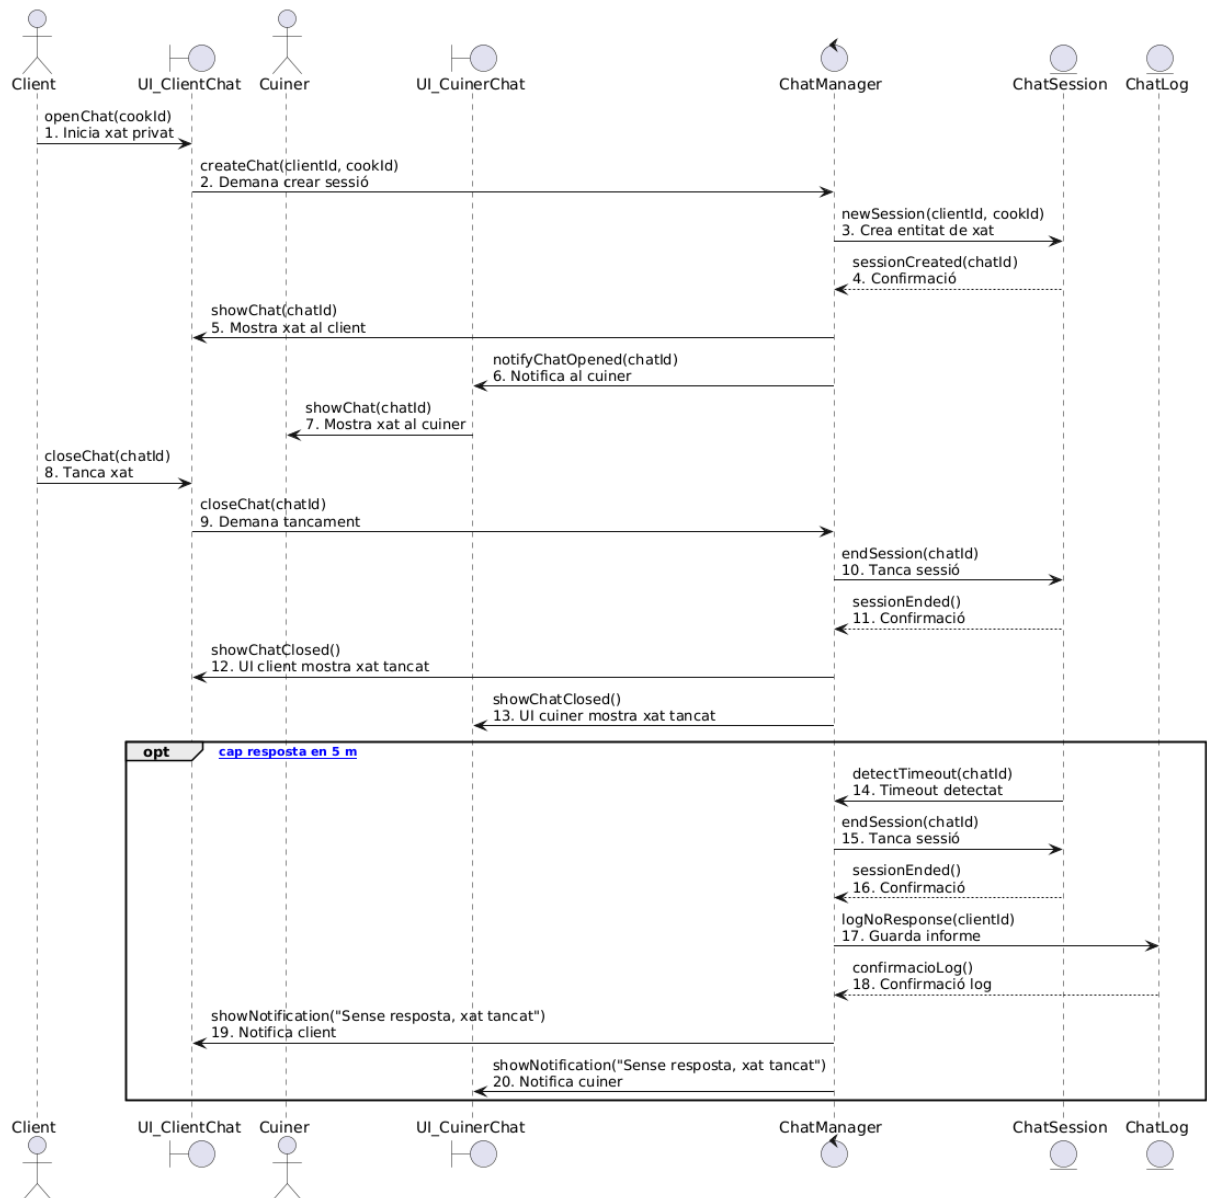 Client
UI_ClientChat
Cuiner
UI_CuinerChat
ChatManager
ChatSession
ChatLog
openChat(cookId)
1. Inicia xat privat
createChat(clientId, cookId)
2. Demana crear sessió
newSession(clientId, cookId)
3. Crea entitat de xat
sessionCreated(chatId)
4. Confirmació
showChat(chatId)
5. Mostra xat al client
notifyChatOpened(chatId)
6. Notifica al cuiner
showChat(chatId)
7. Mostra xat al cuiner
closeChat(chatId)
8. Tanca xat
closeChat(chatId)
9. Demana tancament
endSession(chatId)
10. Tanca sessió
sessionEnded()
11. Confirmació
showChatClosed()
12. UI client mostra xat tancat
showChatClosed()
13. UI cuiner mostra xat tancat
opt
cap resposta en 5 m
detectTimeout(chatId)
14. Timeout detectat
endSession(chatId)
15. Tanca sessió
sessionEnded()
16. Confirmació
logNoResponse(clientId)
17. Guarda informe
confirmacioLog()
18. Confirmació log
showNotification("Sense resposta, xat tancat")
19. Notifica client
showNotification("Sense resposta, xat tancat")
20. Notifica cuiner
Client
UI_ClientChat
Cuiner
UI_CuinerChat
ChatManager
ChatSession
ChatLog